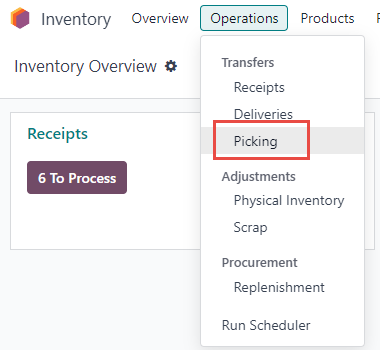 Inventory Overview Operations Products
Inventory Overview
Transfers
Receipts
Deliveries
Picking
Adjustments
Physical Inventory
Scrap
Procurement
Replenishment
Run Scheduler
Receipts
6 To Process